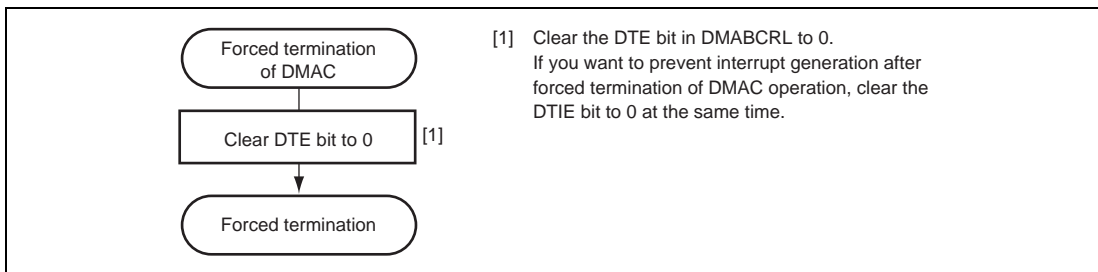 Forced termination
of DMAC
Clear DTE bit to 0
[1]
Forced termination
[1] Clear the DTE bit in DMABCRL to 0.
If you want to prevent interrupt generation after
forced termination of DMAC operation, clear the
DTIE bit to 0 at the same time.